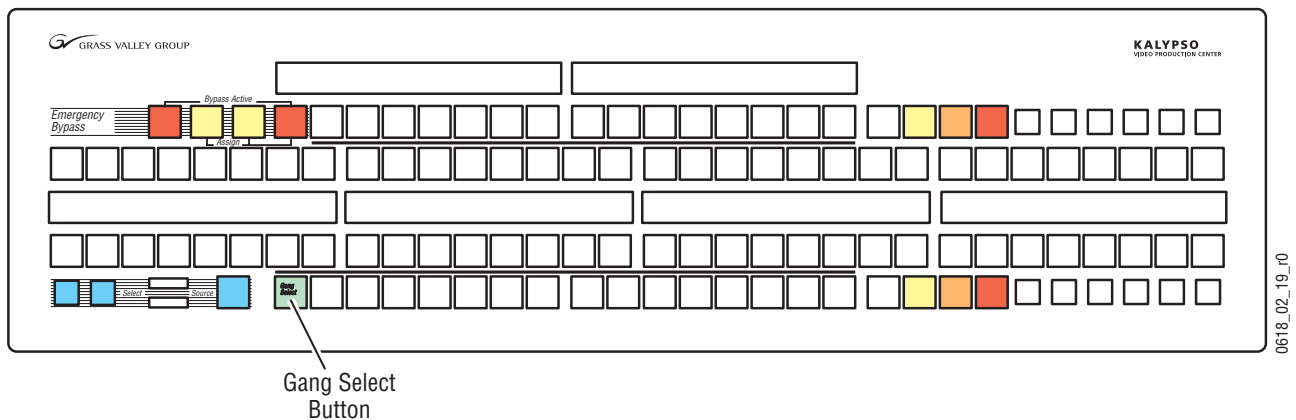 GRASS VALLEY GROUP
KALYPSO
VIDEO PRODUCTION CENTER
Bypass Active
Emergency
Bypass
Assign
Select
Source
Gang
Select
Gang Select
Button
0618_02_19_r0